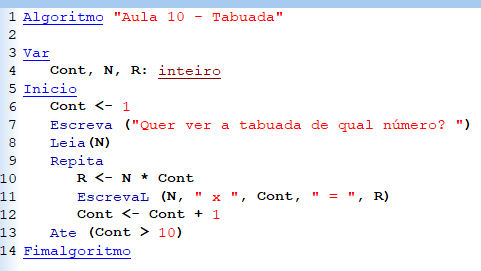 1 Algoritmo "Aula 10 - Tabuada"
2
3 Var
4 Cont, N, R: inteiro
5 Inicio
6 Cont <- 1
7 Escreva ("Quer ver a tabuada de qual número? ")
8 Leia(N)
9 Repita
10 R <- N * Cont
11 EscrevaL (N, " x ", Cont, " = ", R)
12 Cont <- Cont + 1
13 Ate (Cont > 10)
14 Fimalgoritmo